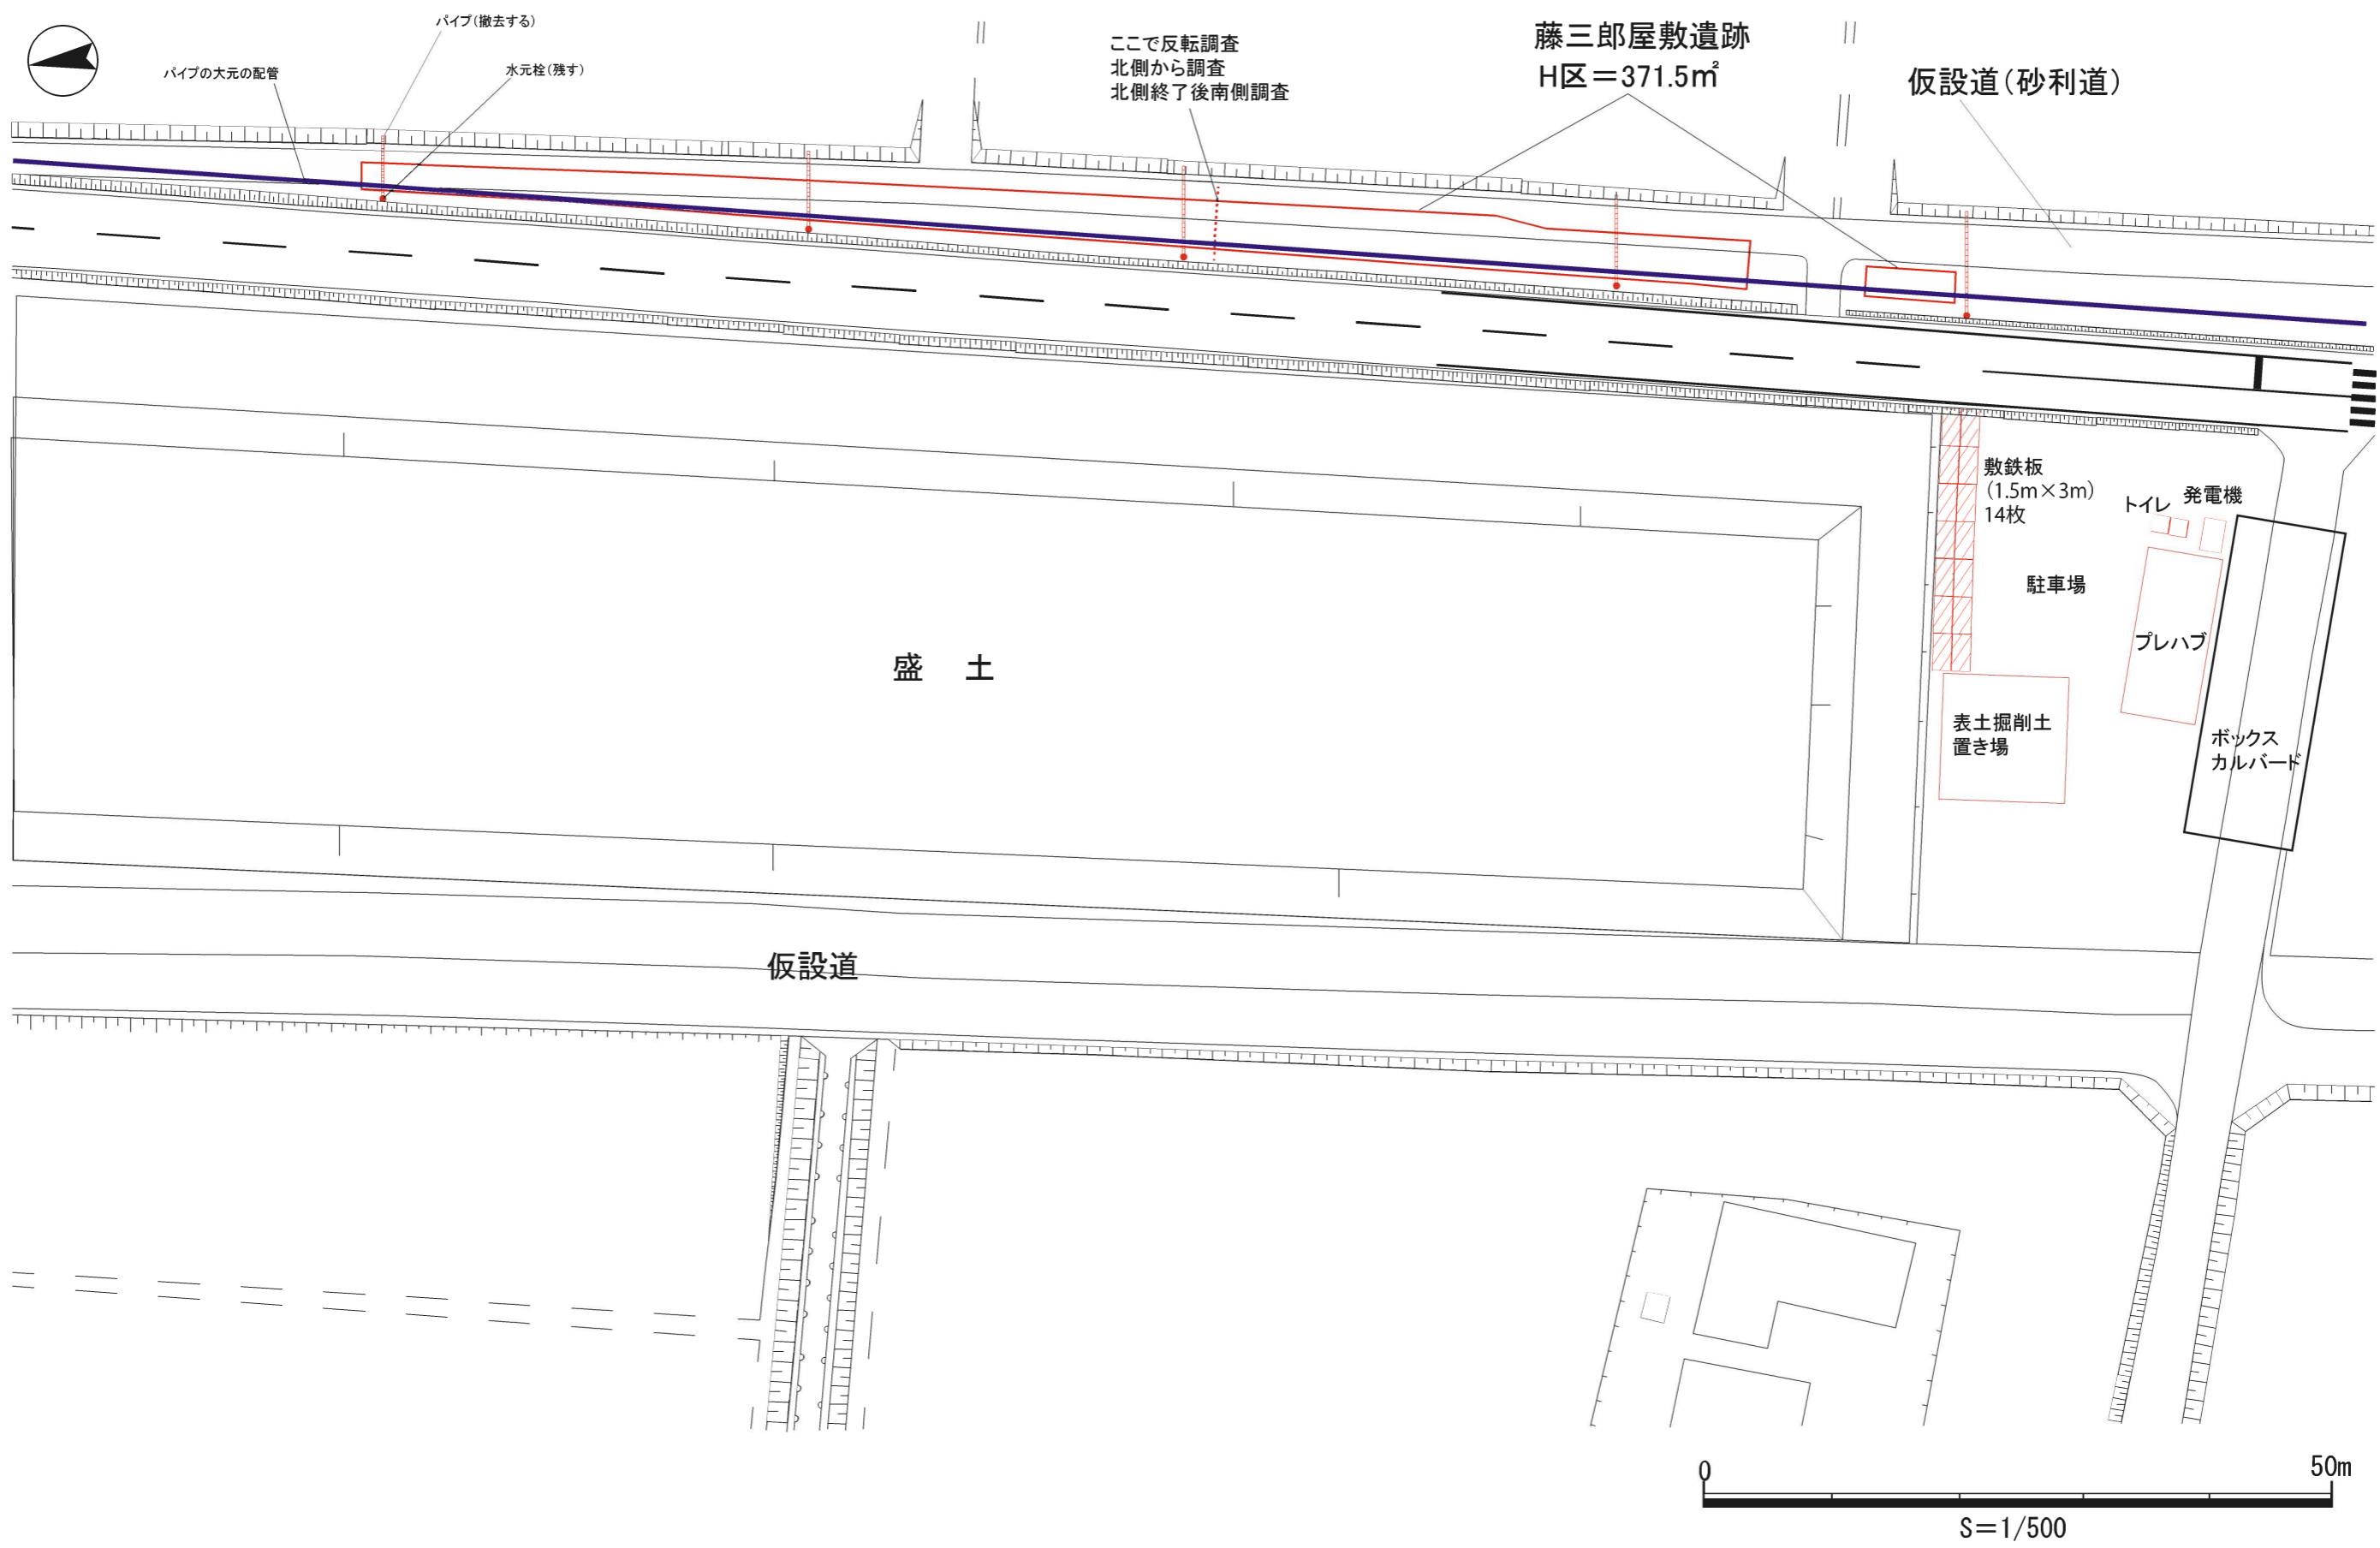 パイプ(撤去する)
パイプの大元の配管
水元栓(残す)
ここで反転調査
北側から調査
北側終了後南側調査
藤三郎屋敷遺跡
H区=371.5㎡
仮設道(砂利道)
敷鉄板
(1.5m×3m)
14枚
トイレ
発電機
駐車場
プレハブ
表土掘削土
置き場
ボックス
カルバード
盛 土
仮設道
0
50m
S=1/500